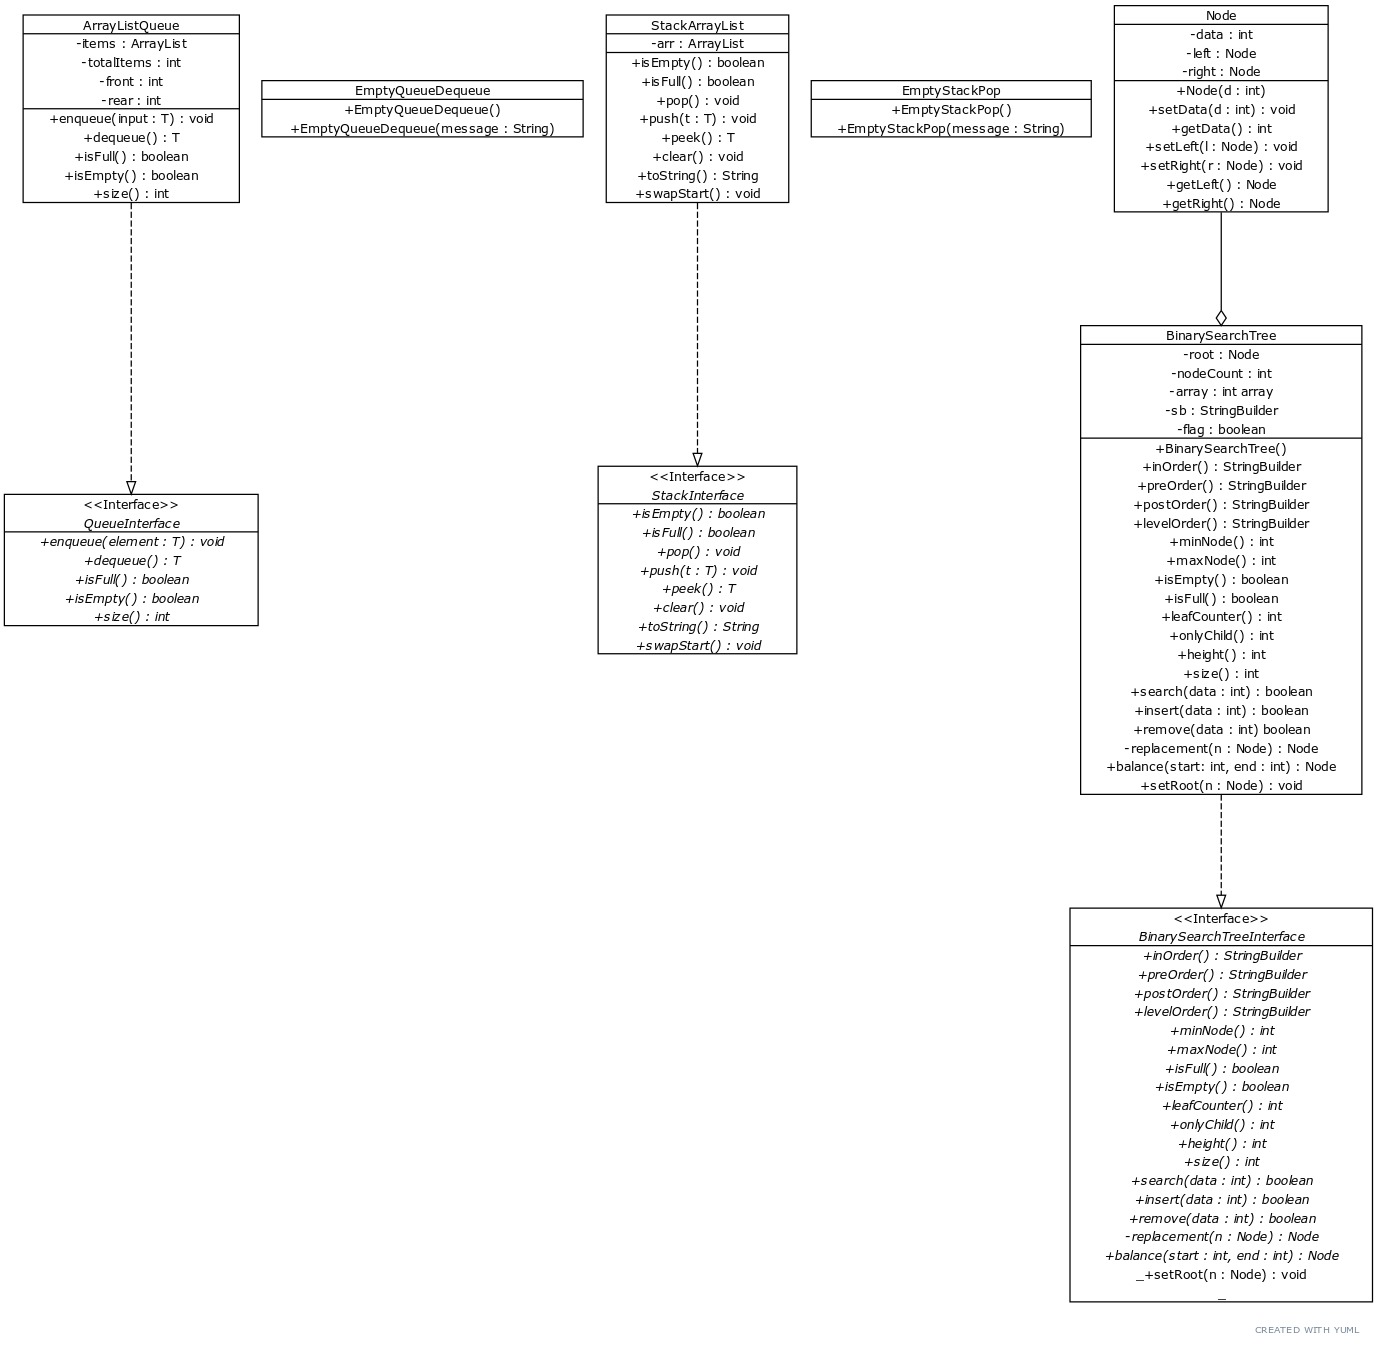 ArrayListQueue
-items : ArrayList
-totalItems : int
-front : int
-rear : int
+enqueue(input : T) : void
+dequeue() : T
+isFull() : boolean
+isEmpty() : boolean
+size() : int
EmptyQueueDequeue
+EmptyQueueDequeue()
+EmptyQueueDequeue(message : String)
StackArrayList
-arr : ArrayList
+isEmpty() : boolean
+isFull() : boolean
+pop() : void
+push(t : T) : void
+peek() : T
+clear() : void
+toString() : String
+swapStart() : void
EmptyStackPop
+EmptyStackPop()
+EmptyStackPop(message : String)
Node
-data : int
-left : Node
-right : Node
+Node(d : int)
+setData(d : int) : void
+getData() : int
+setLeft(l : Node) : void
+setRight(r : Node) : void
+getLeft() : Node
+getRight() : Node
<<Interface>>
QueueInterface
+enqueue(element : T) : void
+dequeue() : T
+isFull() : boolean
+isEmpty() : boolean
+size() : int
<<Interface>>
StackInterface
+isEmpty() : boolean
+isFull() : boolean
+pop() : void
+push(t : T) : void
+peek() : T
+clear() : void
+toString() : String
+swapStart() : void
BinarySearchTree
-root : Node
-nodeCount : int
-array : int array
-sb : StringBuilder
-flag : boolean
+BinarySearchTree()
+inOrder() : StringBuilder
+preOrder() : StringBuilder
+postOrder() : StringBuilder
+levelOrder() : StringBuilder
+minNode() : int
+maxNode() : int
+isEmpty() : boolean
+isFull() : boolean
+leafCounter() : int
+onlyChild() : int
+height() : int
+size() : int
+search(data : int) : boolean
+insert(data : int) : boolean
+remove(data : int) boolean
-replacement(n : Node) : Node
+balance(start: int, end : int) : Node
+setRoot(n : Node) : void
<<Interface>>
BinarySearchTreeInterface
+inOrder() : StringBuilder
+preOrder() : StringBuilder
+postOrder() : StringBuilder
+levelOrder() : StringBuilder
+minNode() : int
+maxNode() : int
+isFull() : boolean
+isEmpty() : boolean
+leafCounter() : int
+onlyChild() : int
+height() : int
+size() : int
+search(data : int) : boolean
+insert(data : int) : boolean
+remove(data : int) : boolean
-replacement(n : Node) : Node
+balance(start : int, end : int) : Node
_+setRoot(n : Node) : void
_
CREATED WITH YUML